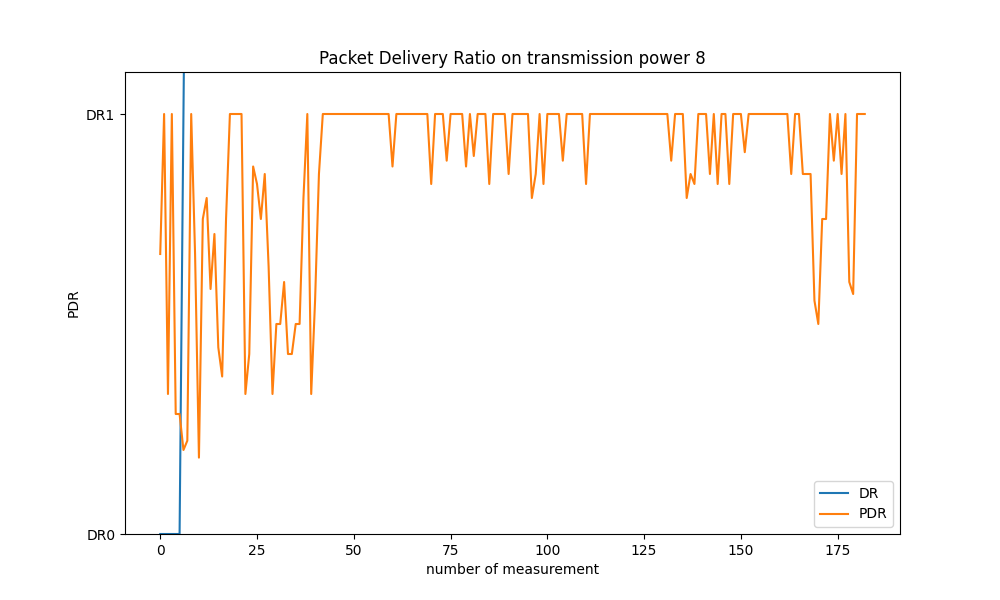 Packet Delivery Ratio on transmission power 8
DR1
PDR
DR0
DR
PDR
0 25 50 75 100 125 150 175
number of measurement